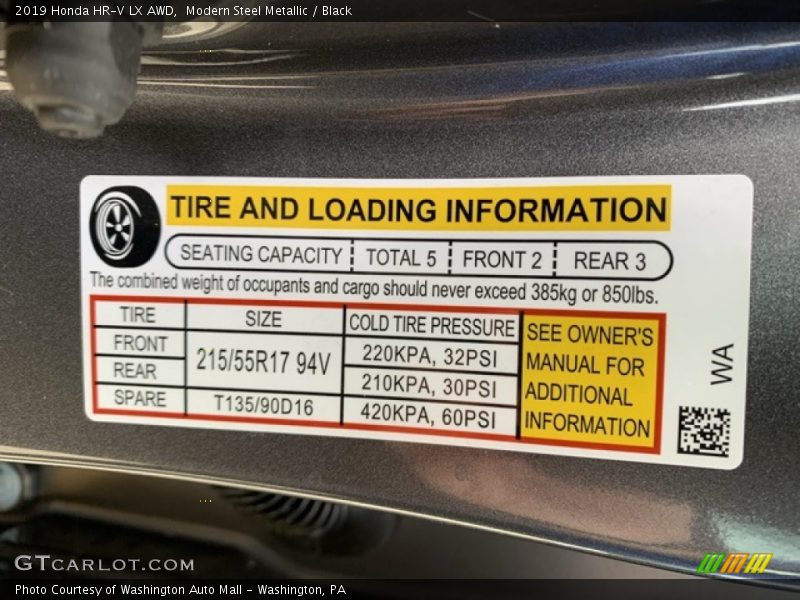 2019 Honda HR-V LX AWD,  Modern Steel Metallic / Black
TIRE AND LOADING INFORMATION
SEATING CAPACITY TOTAL 5 FRONT 2 REAR 3
The combined weight of occupants and cargo should never exceed 385kg or 850lbs.
TIRE SIZE COLD TIRE PRESSURE
FRONT 215/55R17 94V 220KPA, 32PSI
REAR 210KPA, 30PSI
SPARE T135/90D16 420KPA, 60PSI
SEE OWNER'S
MANUAL FOR
ADDITIONAL
INFORMATION
WA
GTCARLOT.COM
Photo Courtesy of Washington Auto Mall - Washington, PA